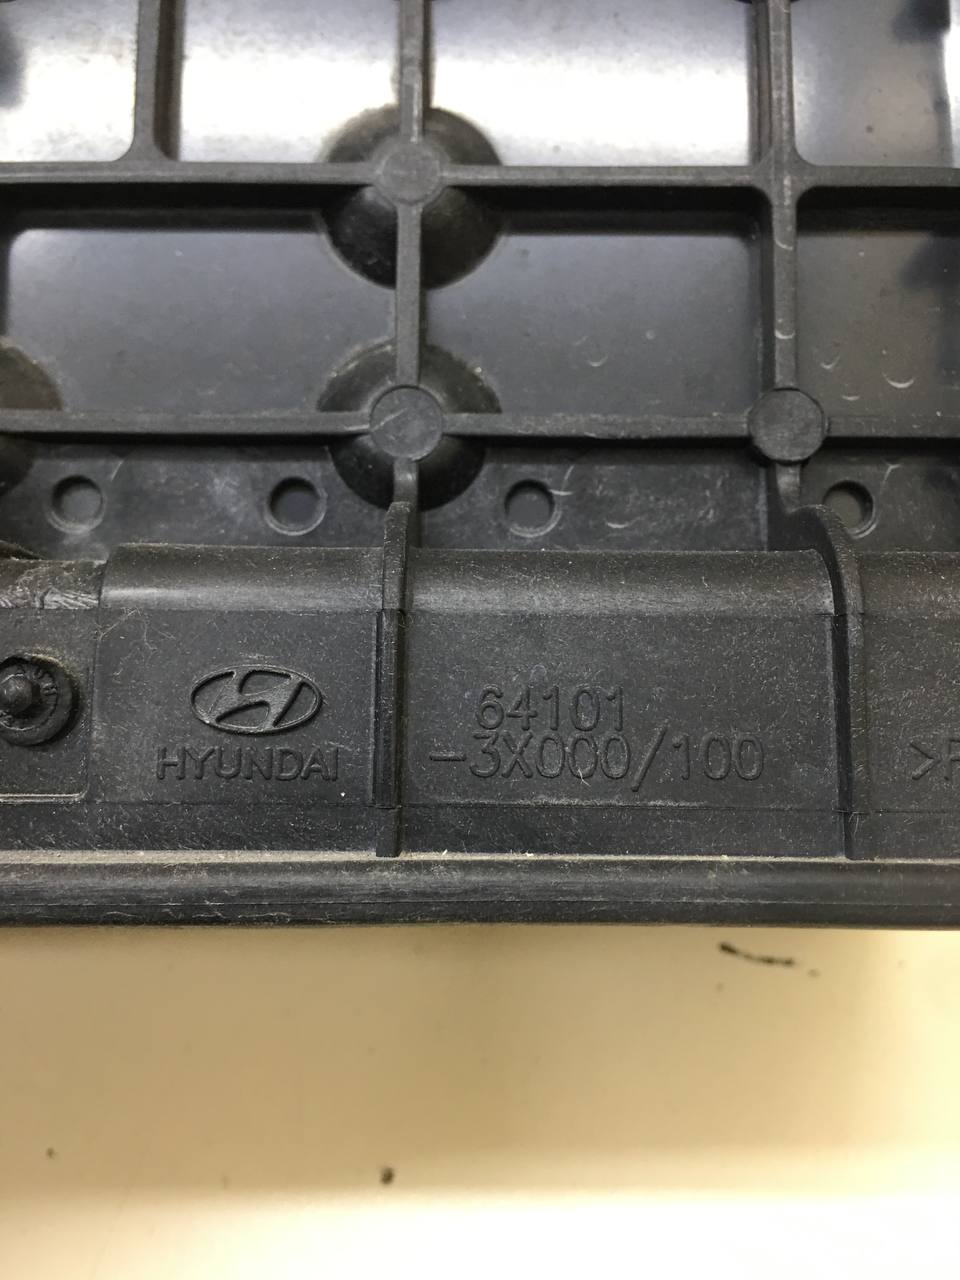 HYUNDAI
64101
-3X000/100
>P